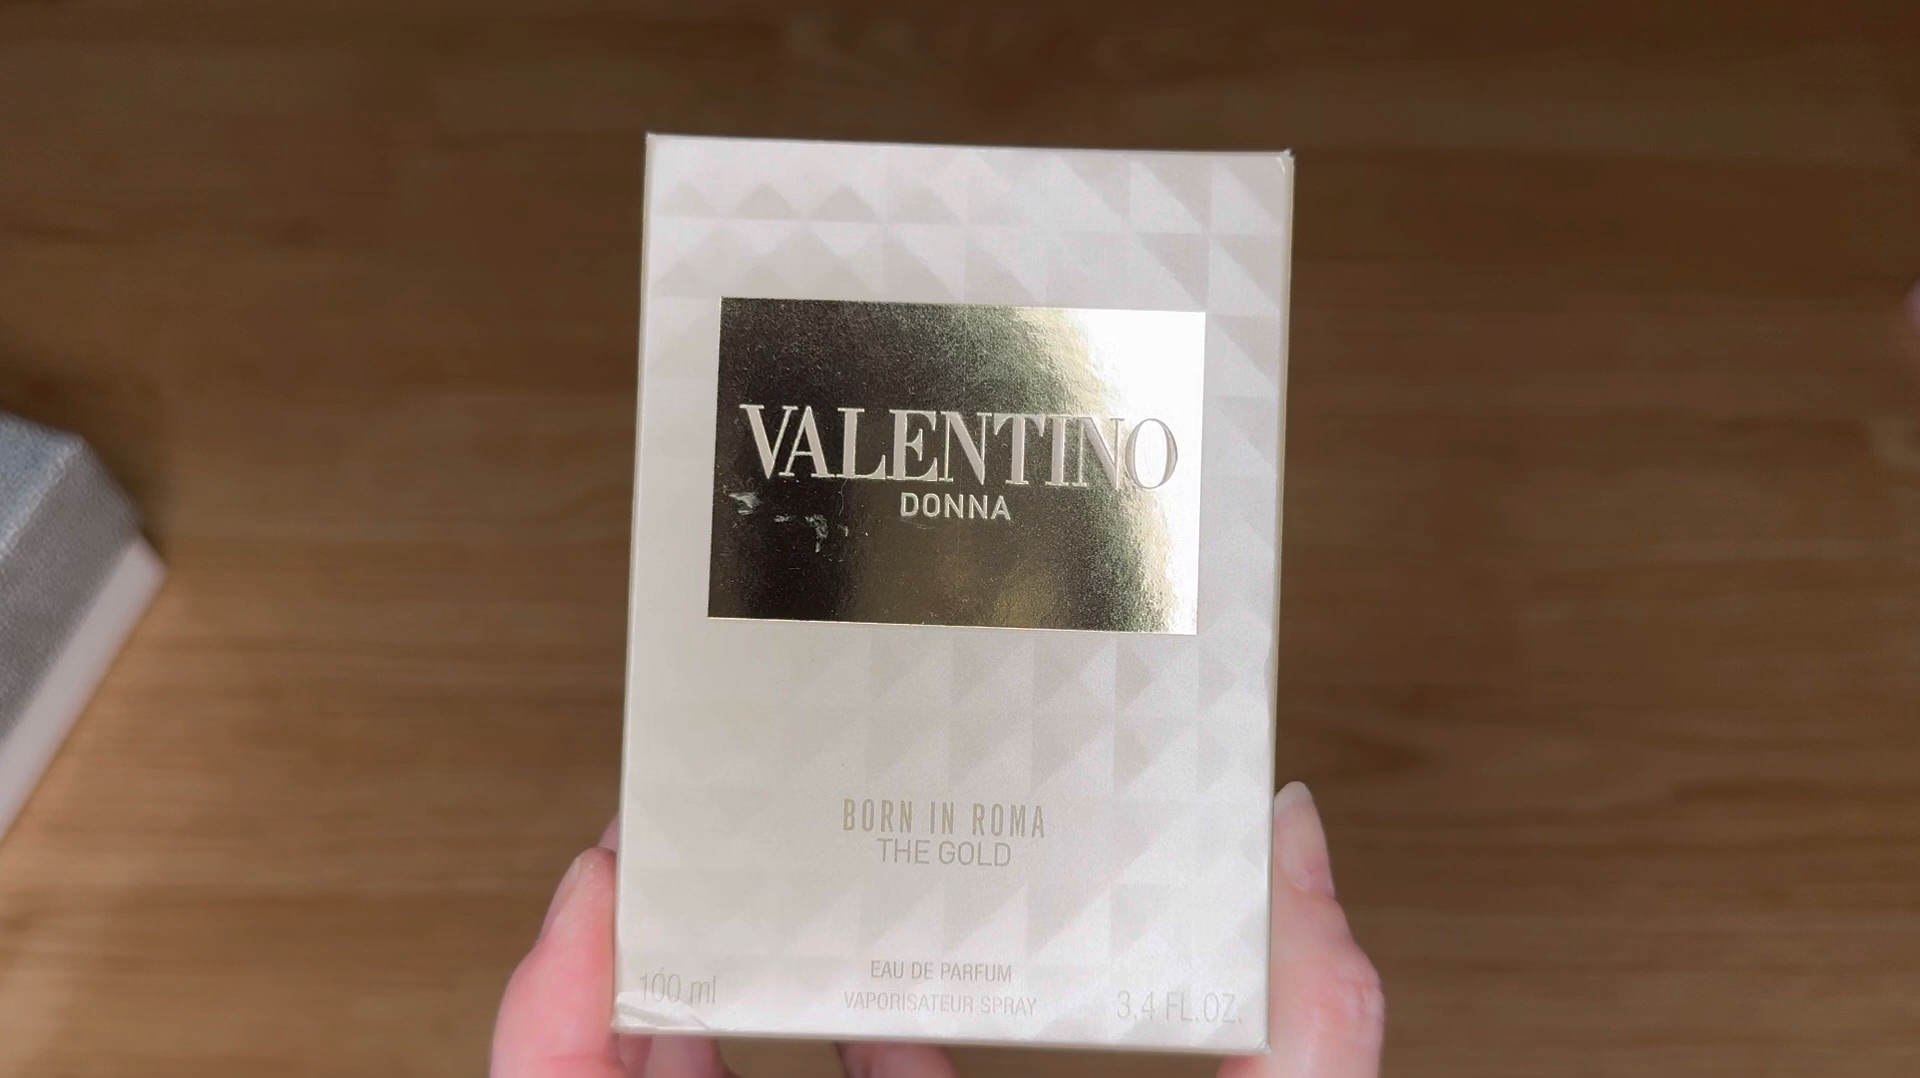 VALENTINO
DONNA
BORN IN ROMA
THE GOLD
EAU DE PARFUM
100 ml VAPORISATEUR SPRAY 3,4 FL.OZ.